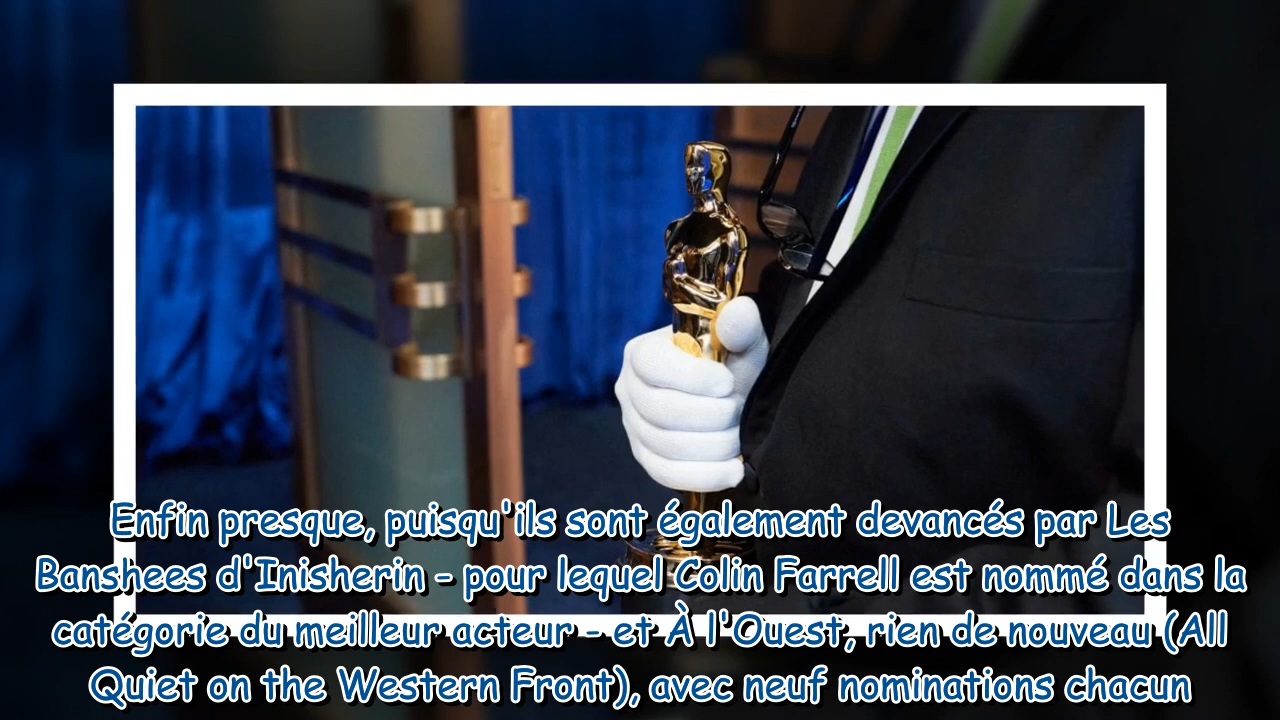 Enfin presque, puisqu'ils sont également devancés par Les
Banshees d'Inisherin - pour lequel Colin Farrell est nommé dans la
catégorie du meilleur acteur - et À l'Ouest, rien de nouveau (All
Quiet on the Western Front), avec neuf nominations chacun